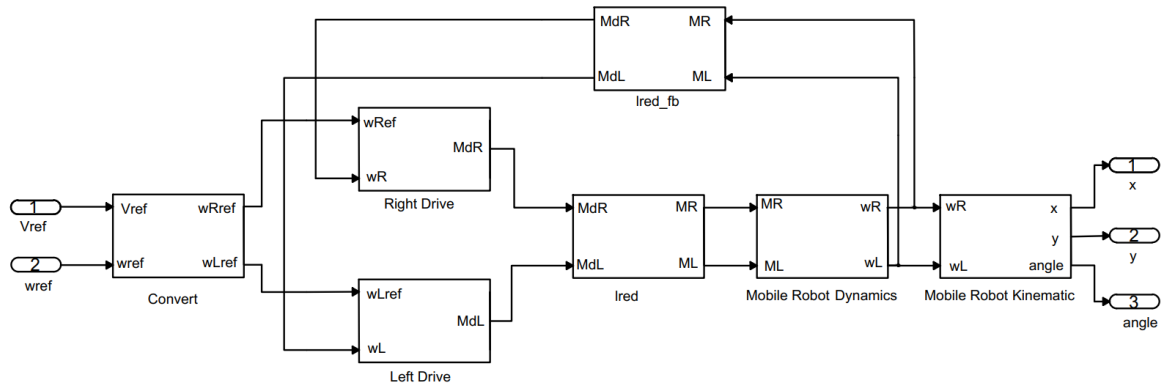 MdR MR
MdL ML
Ired_fb
wRef
MdR
wR
Right Drive
1
Vref
2
wref
Vref wRref
wref wLref
Convert
wLref
MdL
wL
Left Drive
MdR MR
MdL ML
Ired
MR wR
ML wL
Mobile Robot Dynamics
wR x
y
wL angle
Mobile Robot Kinematic
1
x
2
y
3
angle